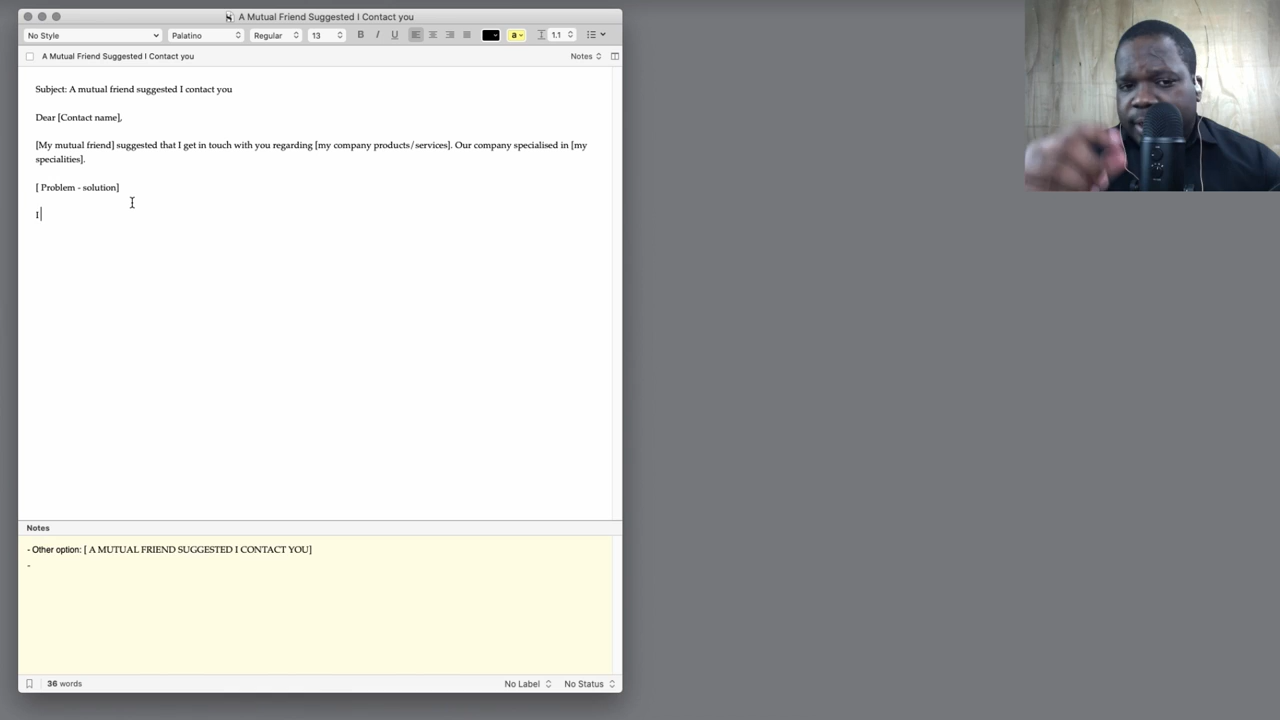 A Mutual Friend Suggested I Contact you
No Style Palatino Regular 13 B I U a 1.1
A Mutual Friend Suggested I Contact you Notes
Subject: A mutual friend suggested I contact you
Dear [Contact name],
[My mutual friend] suggested that I get in touch with you regarding [my company products/services]. Our company specialised in [my
specialities].
[ Problem - solution]
I
Notes
- Other option: [ A MUTUAL FRIEND SUGGESTED I CONTACT YOU]
-
36 words No Label No Status